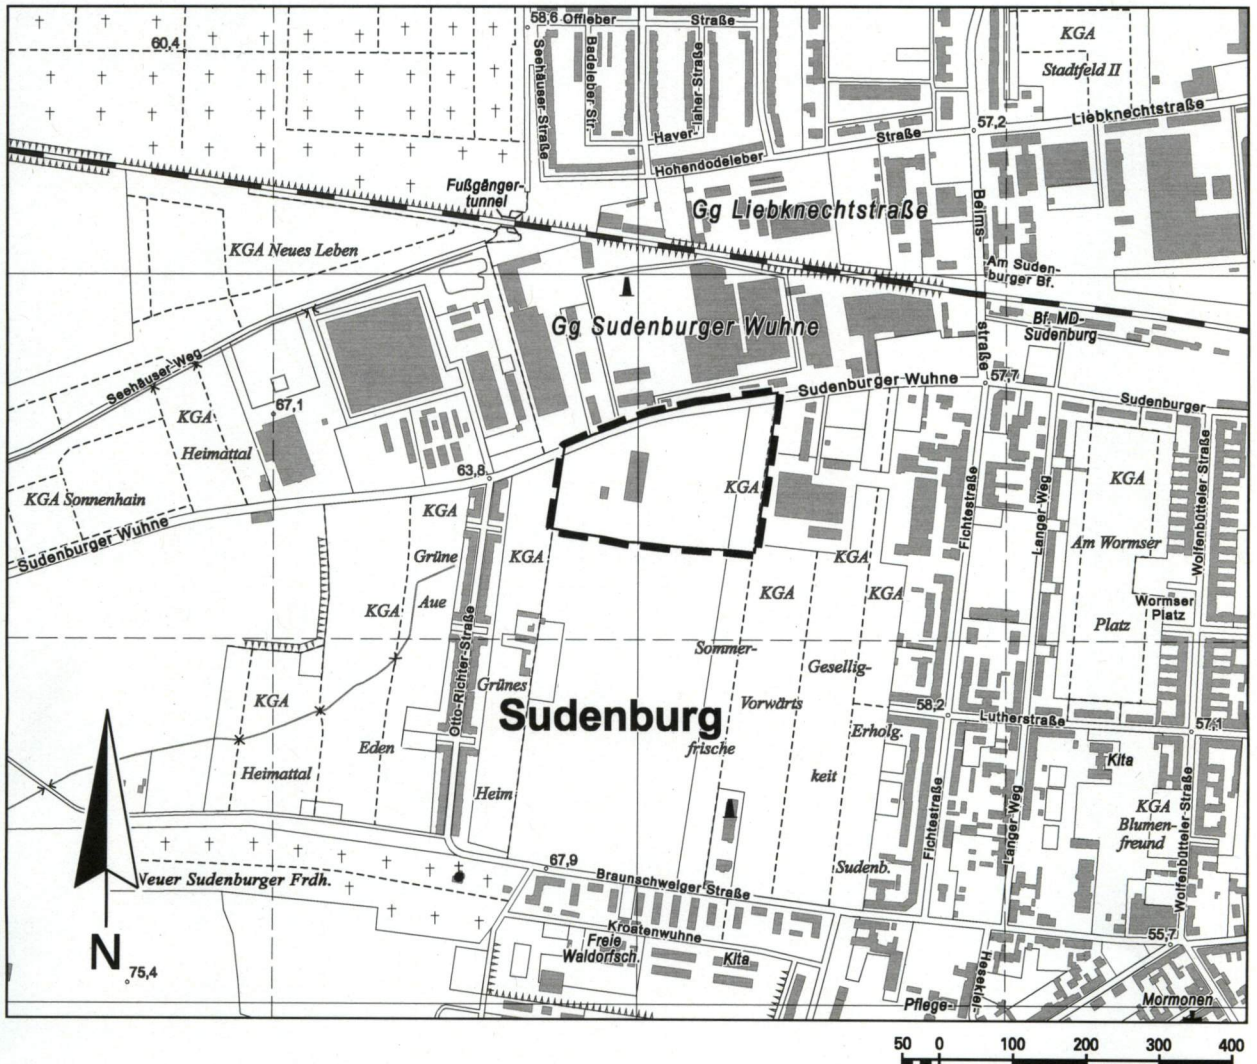 58,6 Offleber Straße
60,4
Seehäuser Straße
Badeleber Str.
Haver-
laher-Straße
KGA
Stadtfeld II
57,2
Liebknechtstraße
Straße
Hohendodeleber
Fußgänger-
tunnel
Gg Liebknechtstraße
Belms-
straße
KGA Neues Leben
Am Suden-
burger Bf.
Gg Sudenburger Wuhne
Bf. MD-
Sudenburg
Seehäuser Weg
57,7
Sudenburger Wuhne
Sudenburger
67,1
KGA
Heimattal
63,8
KGA Sonnenhain
Sudenburger Wuhne
KGA
KGA
Grüne
Aue
KGA
KGA
KGA
KGA
KGA
Fichtestraße
Langer Weg
KGA
Am Wormser
Platz
Wolfenbütteler Straße
Wormser
Platz
Otto-Richter-Straße
Sommer-
frische
Gesellig-
keit
Vorwärts
Grünes
Heim
Sudenburg
KGA
Heimattal
Eden
Erholg.
58,2
Lutherstraße
57,1
Kita
KGA
Blumen-
freund
Fichtestraße
Langer Weg
Wolfenbütteler Straße
Sudenb.
67,9
Braunschweiger Straße
Neuer Sudenburger Frdh.
Kroatenwuhne
Freie
Waldorfsch.
Kita
55,7
N
75,4
Pflege-
Hesekiel-
Mormonen
50 0 100 200 300 400